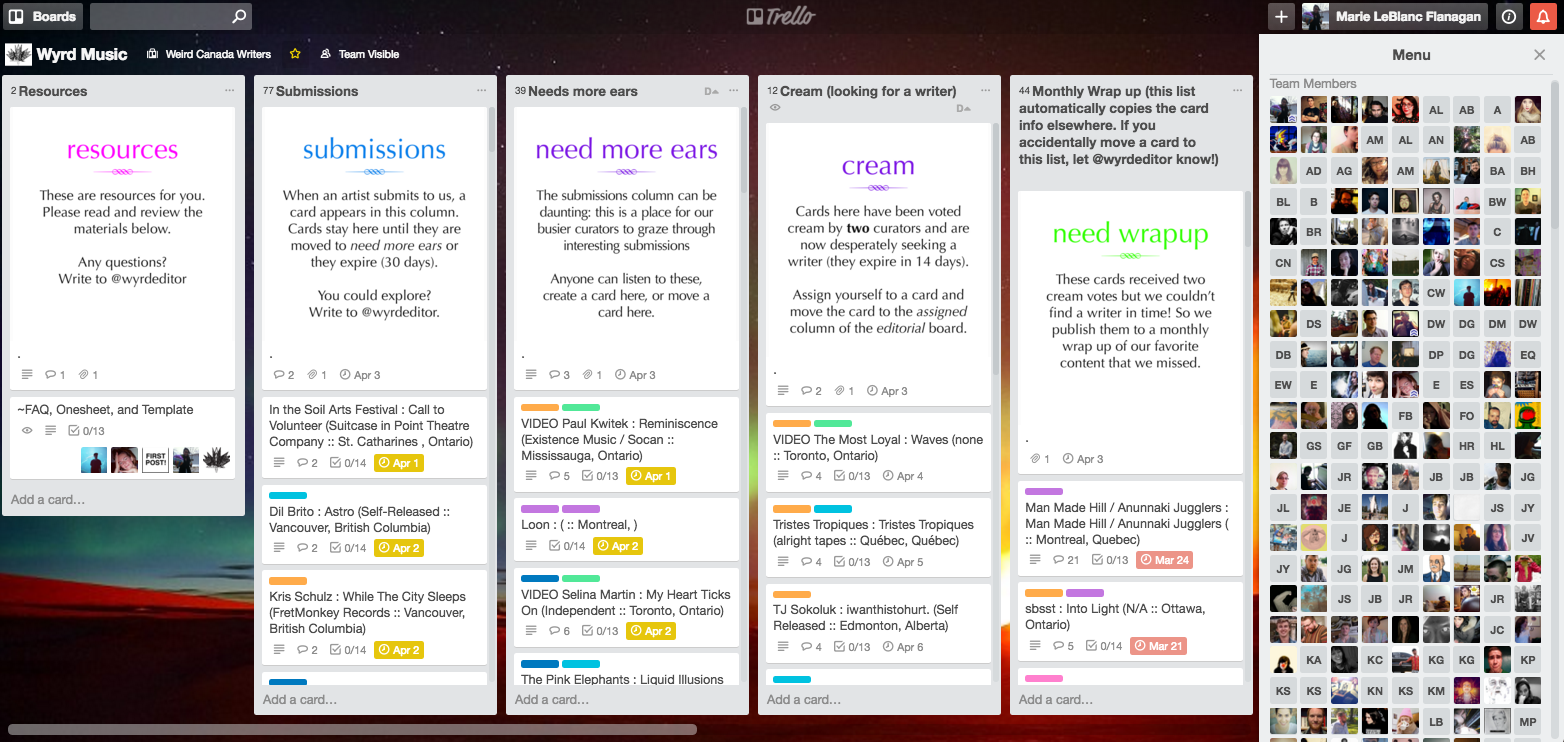 Boards
Trello
Marie LeBlanc Flanagan
Wyrd Music
Weird Canada Writers
Team Visible
2 Resources
resources
These are resources for you.
Please read and review the
materials below.
Any questions?
Write to @wyrdeditor
.
1 1
~FAQ, Onesheet, and Template
0/13
FIRST
POST!
Add a card…
77 Submissions
submissions
When an artist submits to us, a
card appears in this column.
Cards stay here until they are
moved to need more ears or
they expire (30 days).
You could explore?
Write to @wyrdeditor.
.
2 1 Apr 3
In the Soil Arts Festival : Call to
Volunteer (Suitcase in Point Theatre
Company :: St. Catharines , Ontario)
2 0/14 Apr 1
Dil Brito : Astro (Self-Released ::
Vancouver, British Columbia)
2 0/14 Apr 2
Kris Schulz : While The City Sleeps
(FretMonkey Records :: Vancouver,
British Columbia)
2 0/14 Apr 2
Add a card…
39 Needs more ears
D
need more ears
The submissions column can be
daunting: this is a place for our
busier curators to graze through
interesting submissions
Anyone can listen to these,
create a card here, or move a
card here.
.
3 1 Apr 3
VIDEO Paul Kwitek : Reminiscence
(Existence Music / Socan ::
Mississauga, Ontario)
5 0/13 Apr 1
Loon : ( :: Montreal, )
0/14 Apr 2
VIDEO Selina Martin : My Heart Ticks
On (Independent :: Toronto, Ontario)
6 0/13 Apr 2
The Pink Elephants : Liquid Illusions
Add a card…
12 Cream (looking for a writer)
D
cream
Cards here have been voted
cream by two curators and are
now desperately seeking a
writer (they expire in 14 days).
Assign yourself to a card and
move the card to the assigned
column of the editorial board.
.
2 1 Apr 3
VIDEO The Most Loyal : Waves (none
:: Toronto, Ontario)
4 0/13 Apr 4
Tristes Tropiques : Tristes Tropiques
(alright tapes :: Québec, Québec)
4 0/13 Apr 5
TJ Sokoluk : iwanthistohurt. (Self
Released :: Edmonton, Alberta)
4 0/13 Apr 6
Add a card…
44 Monthly Wrap up (this list
automatically copies the card
info elsewhere. If you
accidentally move a card to
this list, let @wyrdeditor know!)
need wrapup
These cards received two
cream votes but we couldn't
find a writer in time! So we
publish them to a monthly
wrap up of our favorite
content that we missed.
.
1 Apr 3
Man Made Hill / Anunnaki Jugglers :
Man Made Hill / Anunnaki Jugglers (
:: Montreal, Quebec)
21 0/13 Mar 24
sbsst : Into Light (N/A :: Ottawa,
Ontario)
5 0/14 Mar 21
Add a card…
Menu
Team Members
AL AB A
AM AL AN AB
AD AG AM BA BH
BL B BW
BR C
CN CS
CW
DS DW DG DM DW
DB DP DG EQ
EW E E ES
FB FO
GS GF GB HR HL
JR JB JB JG
JL JE J JS JY
J JV
JY JG JM
JS JB JR JR
JC
KA KC KG KG KP
KS KS KN KS KM
LB MP